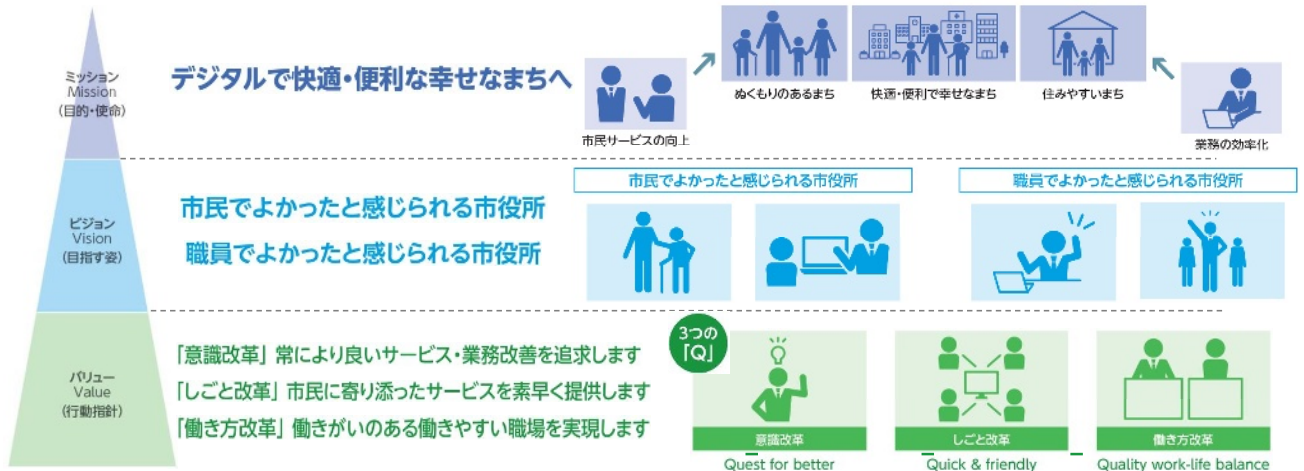 ミッション
Mission
(目的・使命)
デジタルで快適・便利な幸せなまちへ
市民サービスの向上
ぬくもりのあるまち
快適・便利で幸せなまち
住みやすいまち
業務の効率化
ビジョン
Vision
(目指す姿)
市民でよかったと感じられる市役所
職員でよかったと感じられる市役所
市民でよかったと感じられる市役所
職員でよかったと感じられる市役所
バリュー
Value
(行動指針)
「意識改革」常により良いサービス・業務改善を追求します
「しごと改革」市民に寄り添ったサービスを素早く提供します
「働き方改革」働きがいのある働きやすい職場を実現します
3つの
「Q」
意識改革
Quest for better
しごと改革
Quick & friendly
働き方改革
Quality work-life balance